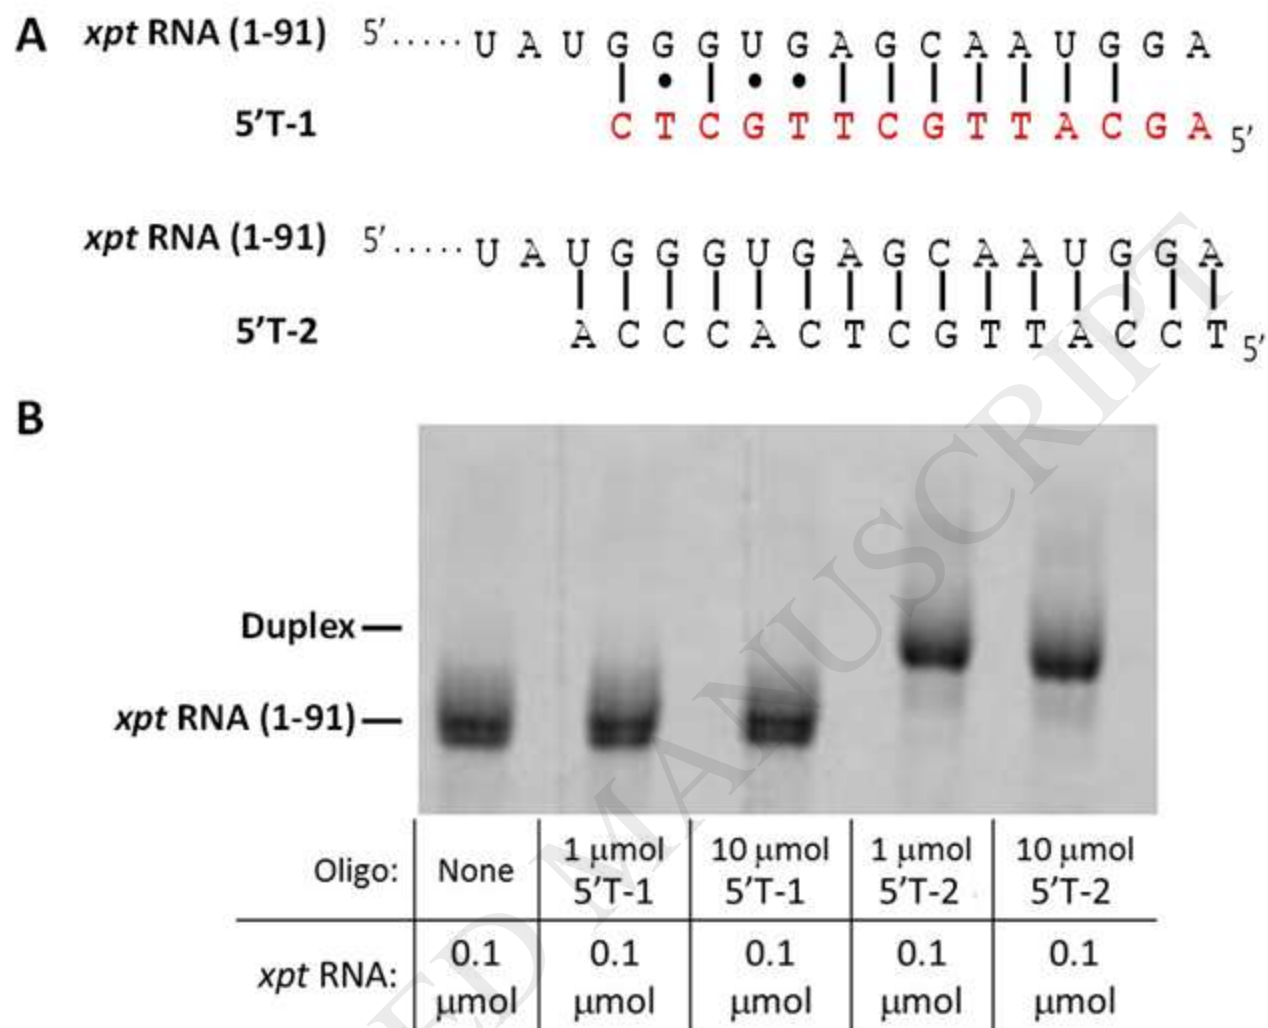 A xpt RNA (1-91) 5'..... U A U G G G U G A G C A A U G G A
5'T-1 C T C G T T C G T T A C G A 5'
xpt RNA (1-91) 5'..... U A U G G G U G A G C A A U G G A
5'T-2 A C C C A C T C G T T A C C T 5'
B
Duplex
xpt RNA (1-91)
Oligo: None 1 µmol 5'T-1 10 µmol 5'T-1 1 µmol 5'T-2 10 µmol 5'T-2
xpt RNA: 0.1 µmol 0.1 µmol 0.1 µmol 0.1 µmol 0.1 µmol
ED MANUSCRIPT